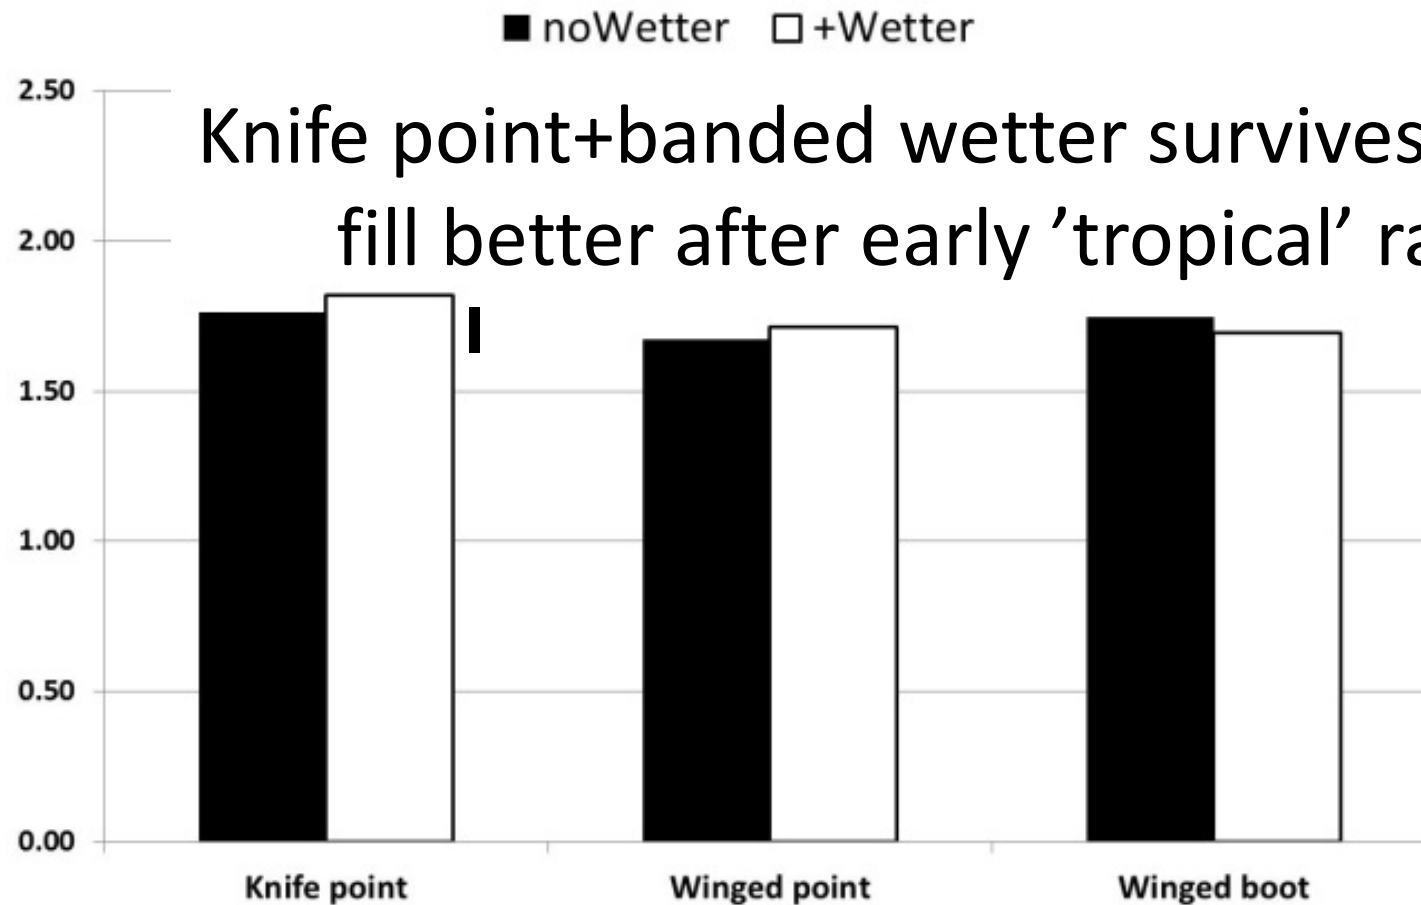 noWetter +Wetter
2.50
Knife point+banded wetter survives
fill better after early ’tropical’ ra
2.00
1.50
1.00
0.50
0.00
Knife point Winged point Winged boot